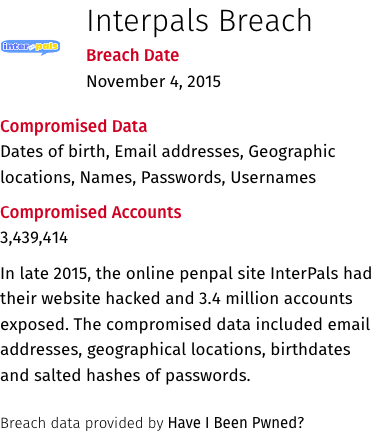 Interpals Breach
inter pals
Breach Date
November 4, 2015
Compromised Data
Dates of birth, Email addresses, Geographic
locations, Names, Passwords, Usernames
Compromised Accounts
3,439,414
In late 2015, the online penpal site InterPals had
their website hacked and 3.4 million accounts
exposed. The compromised data included email
addresses, geographical locations, birthdates
and salted hashes of passwords.
Breach data provided by Have I Been Pwned?